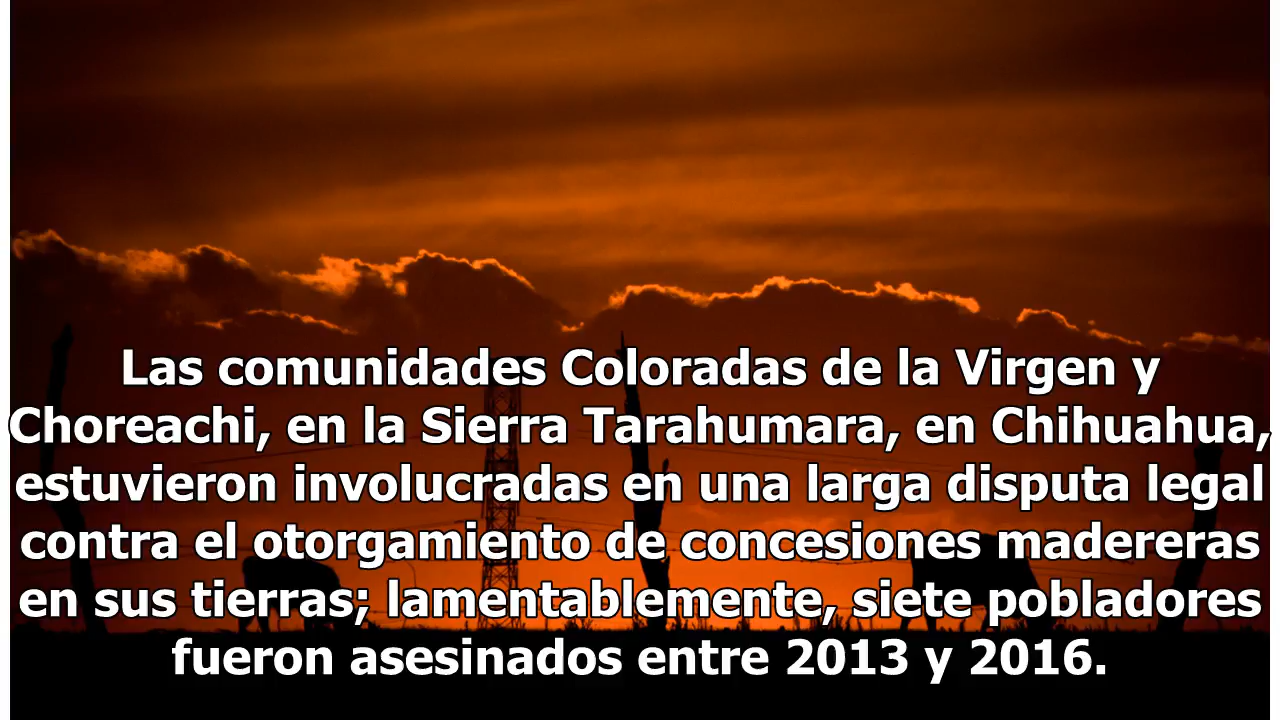 Las comunidades Coloradas de la Virgen y
Choreachi, en la Sierra Tarahumara, en Chihuahua,
estuvieron involucradas en una larga disputa legal
contra el otorgamiento de concesiones madereras
en sus tierras; lamentablemente, siete pobladores
fueron asesinados entre 2013 y 2016.